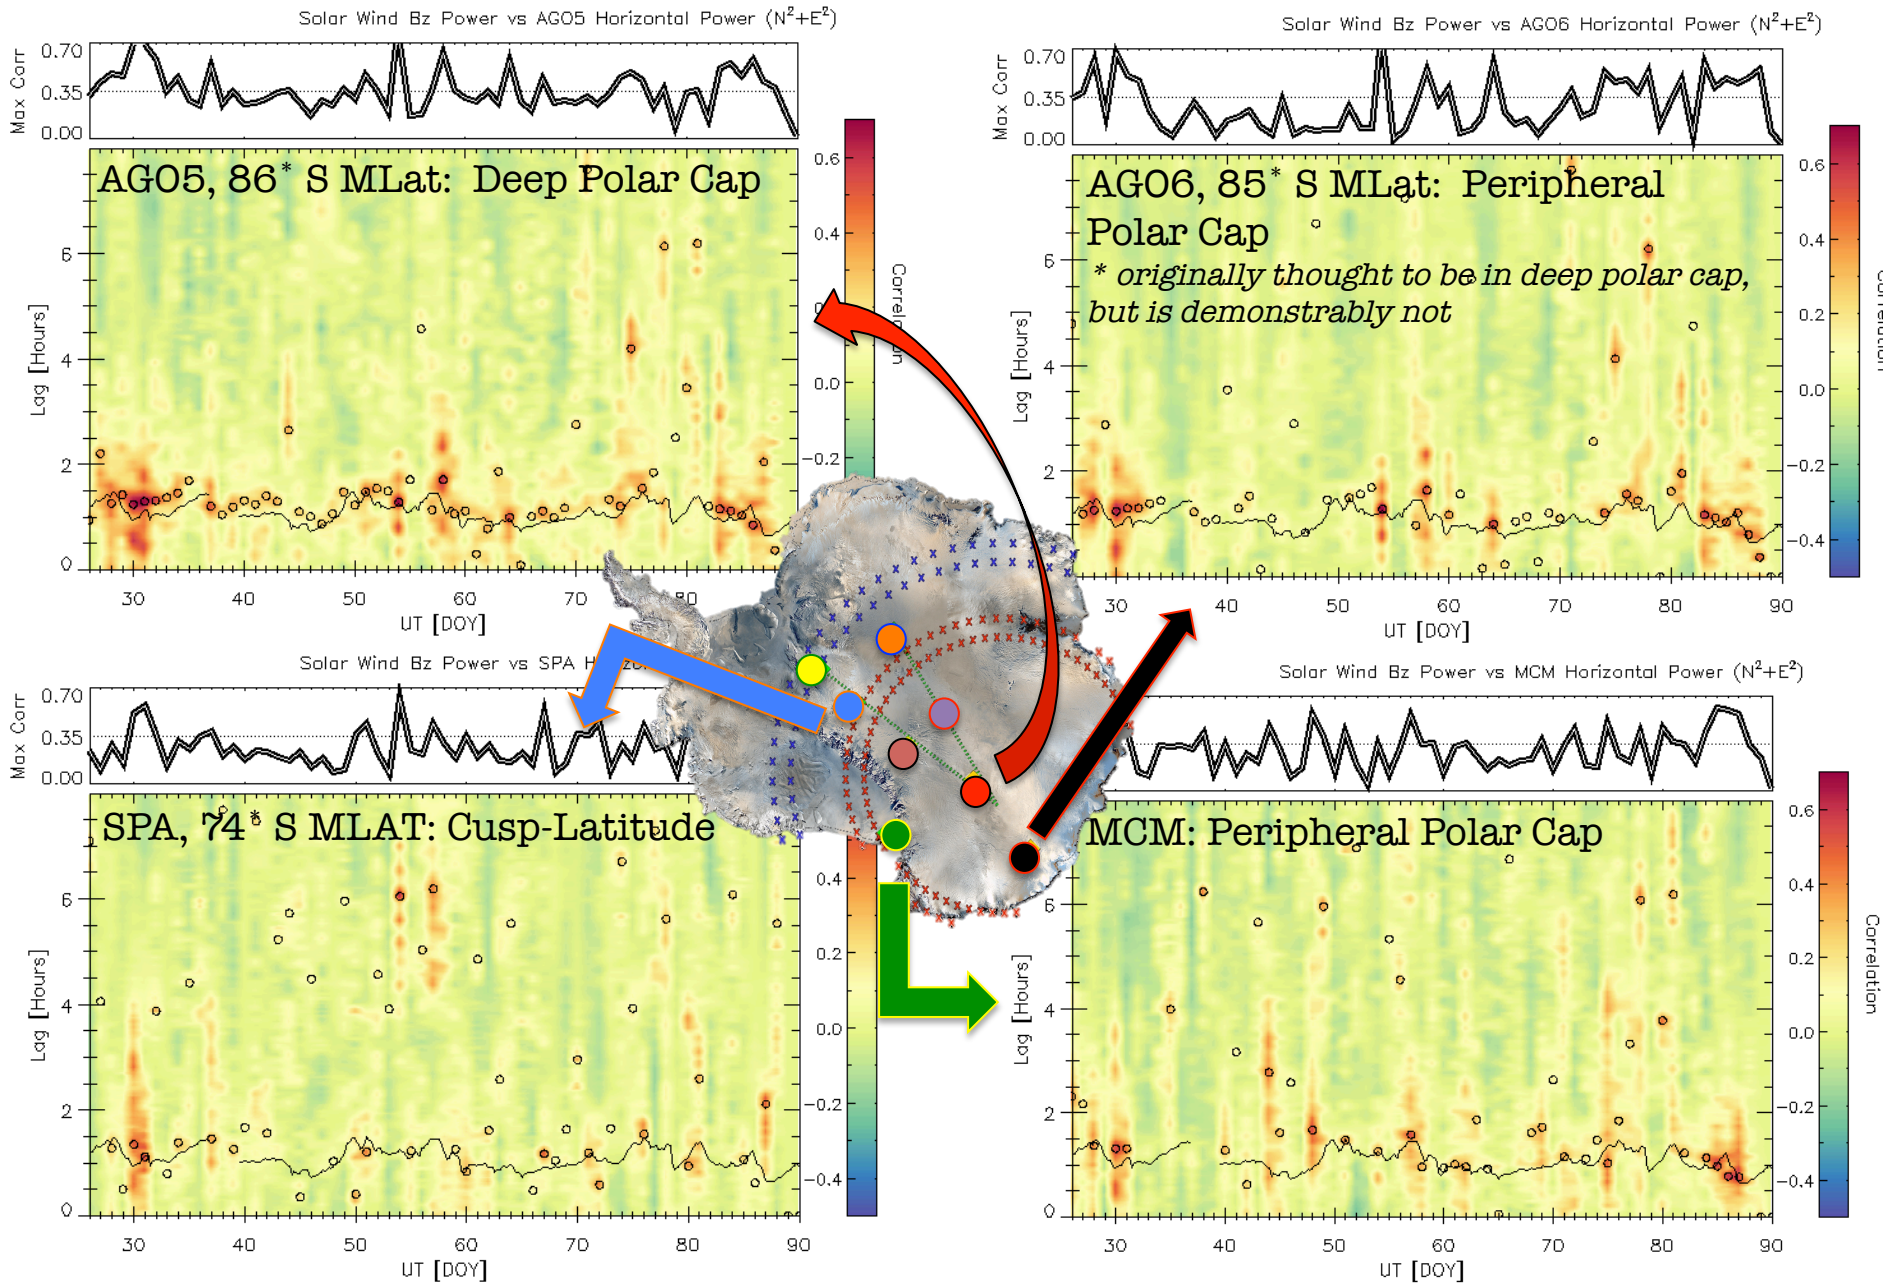 Solar Wind Bz Power vs AGO5 Horizontal Power (N²+E²)
Max Corr
0.70
0.35
0.00
AGO5, 86* S MLat: Deep Polar Cap
Lag [Hours]
6
4
2
0
30 40 50 60 70 80
UT [DOY]
0.6
0.4
0.0
-0.2
Solar Wind Bz Power vs AGO6 Horizontal Power (N²+E²)
Max Corr
0.70
0.35
0.00
AGO6, 85* S MLat: Peripheral
Polar Cap
* originally thought to be in deep polar cap,
but is demonstrably not
Lag [Hours]
6
4
2
0
30 40 50 60 70 80 90
UT [DOY]
0.6
0.4
0.2
0.0
-0.2
-0.4
Solar Wind Bz Power vs SPA
Max Corr
0.70
0.35
0.00
SPA, 74* S MLAT: Cusp-Latitude
Lag [Hours]
6
4
2
0
30 40 50 60 70 80 90
UT [DOY]
0.4
0.2
0.0
-0.2
-0.4
Solar Wind Bz Power vs MCM Horizontal Power (N²+E²)
MCM: Peripheral Polar Cap
Lag [Hours]
6
4
2
0
30 40 50 60 70 80 90
UT [DOY]
0.6
0.4
0.2
0.0
-0.2
-0.4
Correlation